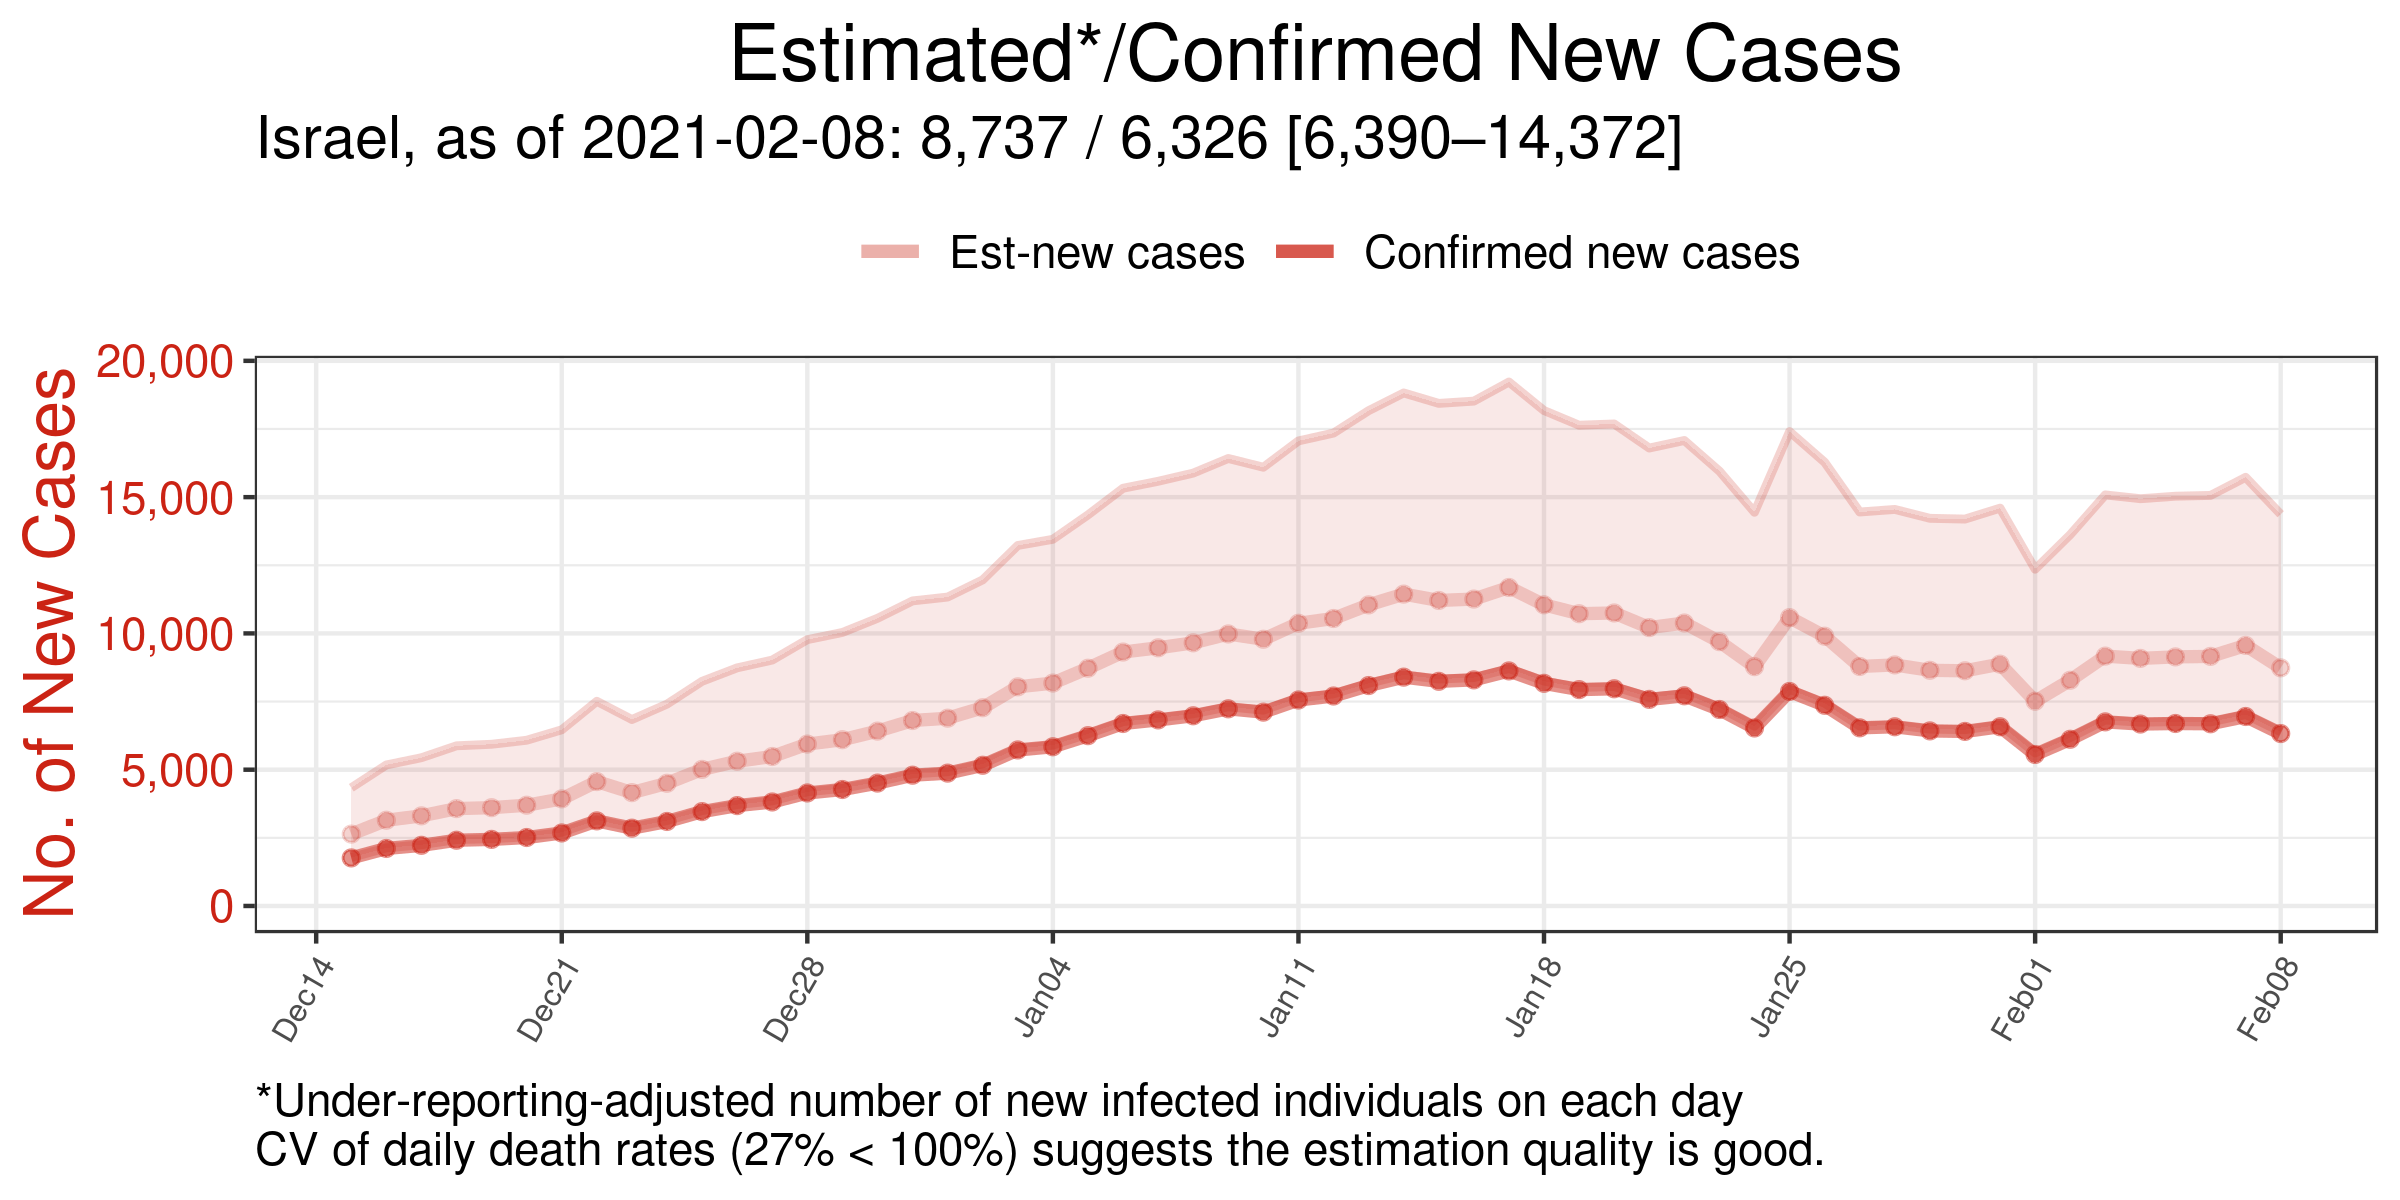 Estimated*/Confirmed New Cases
Israel, as of 2021-02-08: 8,737 / 6,326 [6,390–14,372]
Est-new cases
Confirmed new cases
No. of New Cases
20,000
15,000
10,000
5,000
0
Dec14
Dec21
Dec28
Jan04
Jan11
Jan18
Jan25
Feb01
Feb08
*Under-reporting-adjusted number of new infected individuals on each day
CV of daily death rates (27% < 100%) suggests the estimation quality is good.